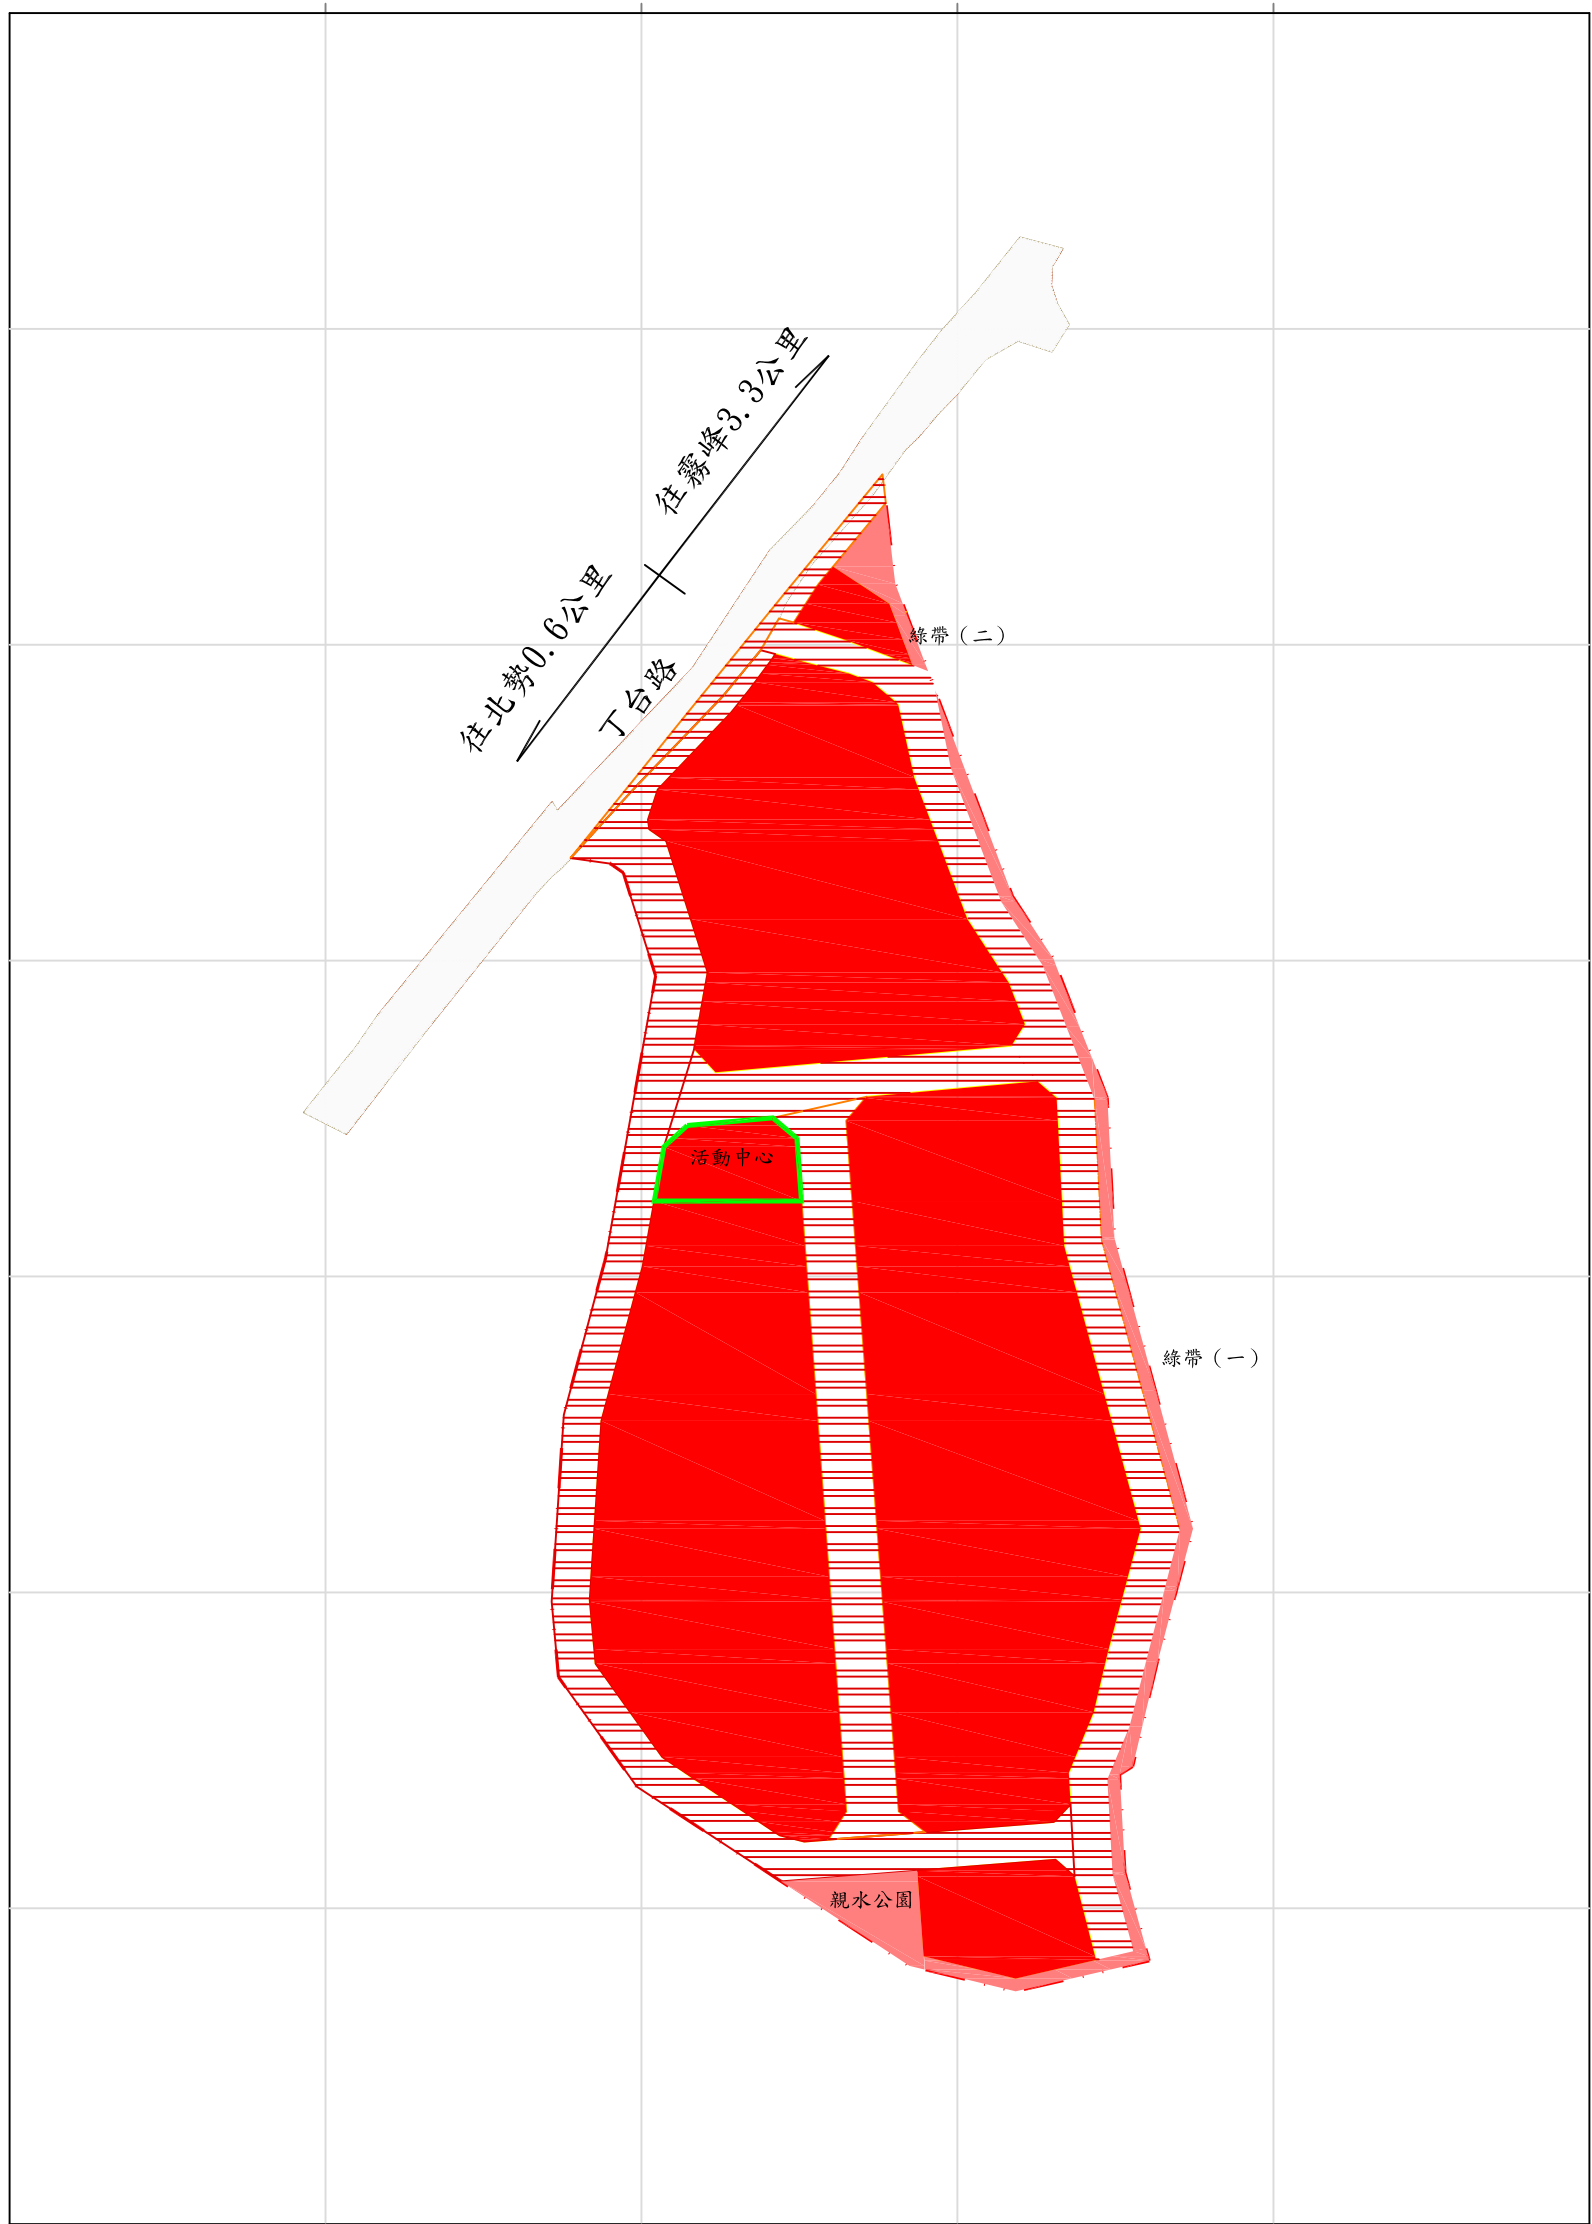 往霧峰3.3公里
往北勢0.6公里
丁台路
綠帶（二）
活動中心
綠帶（一）
親水公園